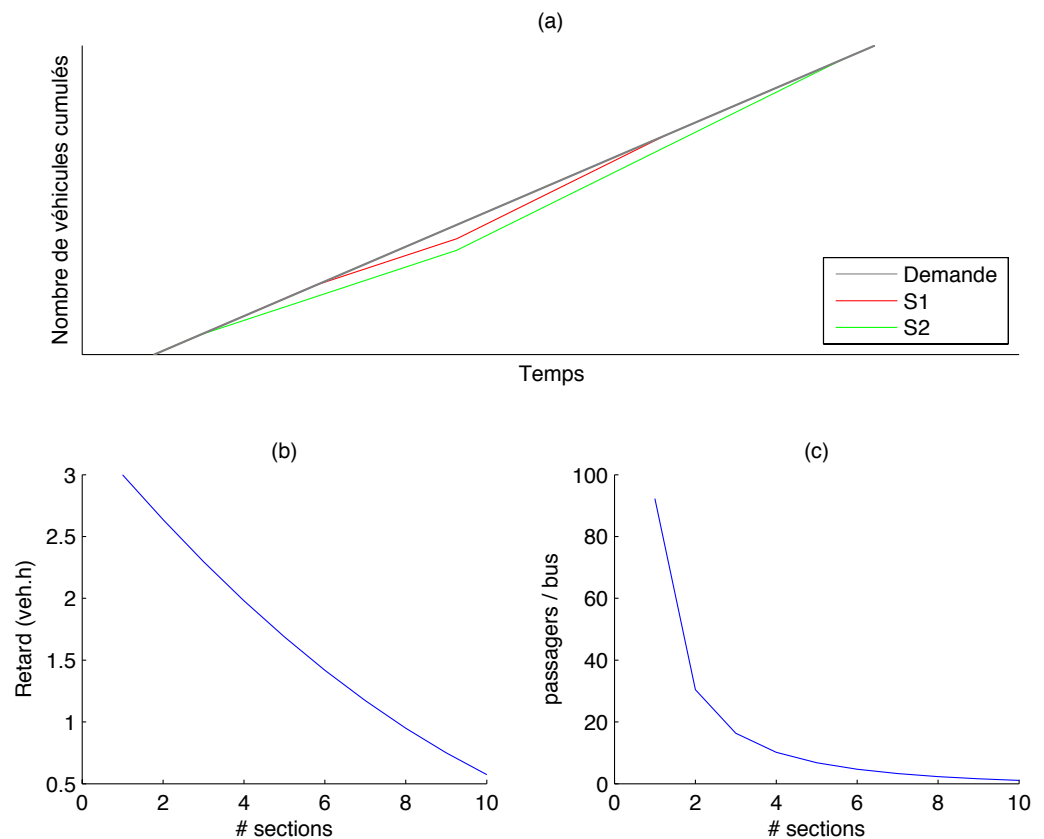 (a)
Nombre de véhicules cumulés
Temps
Demande
S1
S2
(b)
Retard (veh.h)
3
2.5
2
1.5
1
0.5
0
2
4
6
8
10
# sections
(c)
passagers / bus
100
80
60
40
20
0
0
2
4
6
8
10
# sections